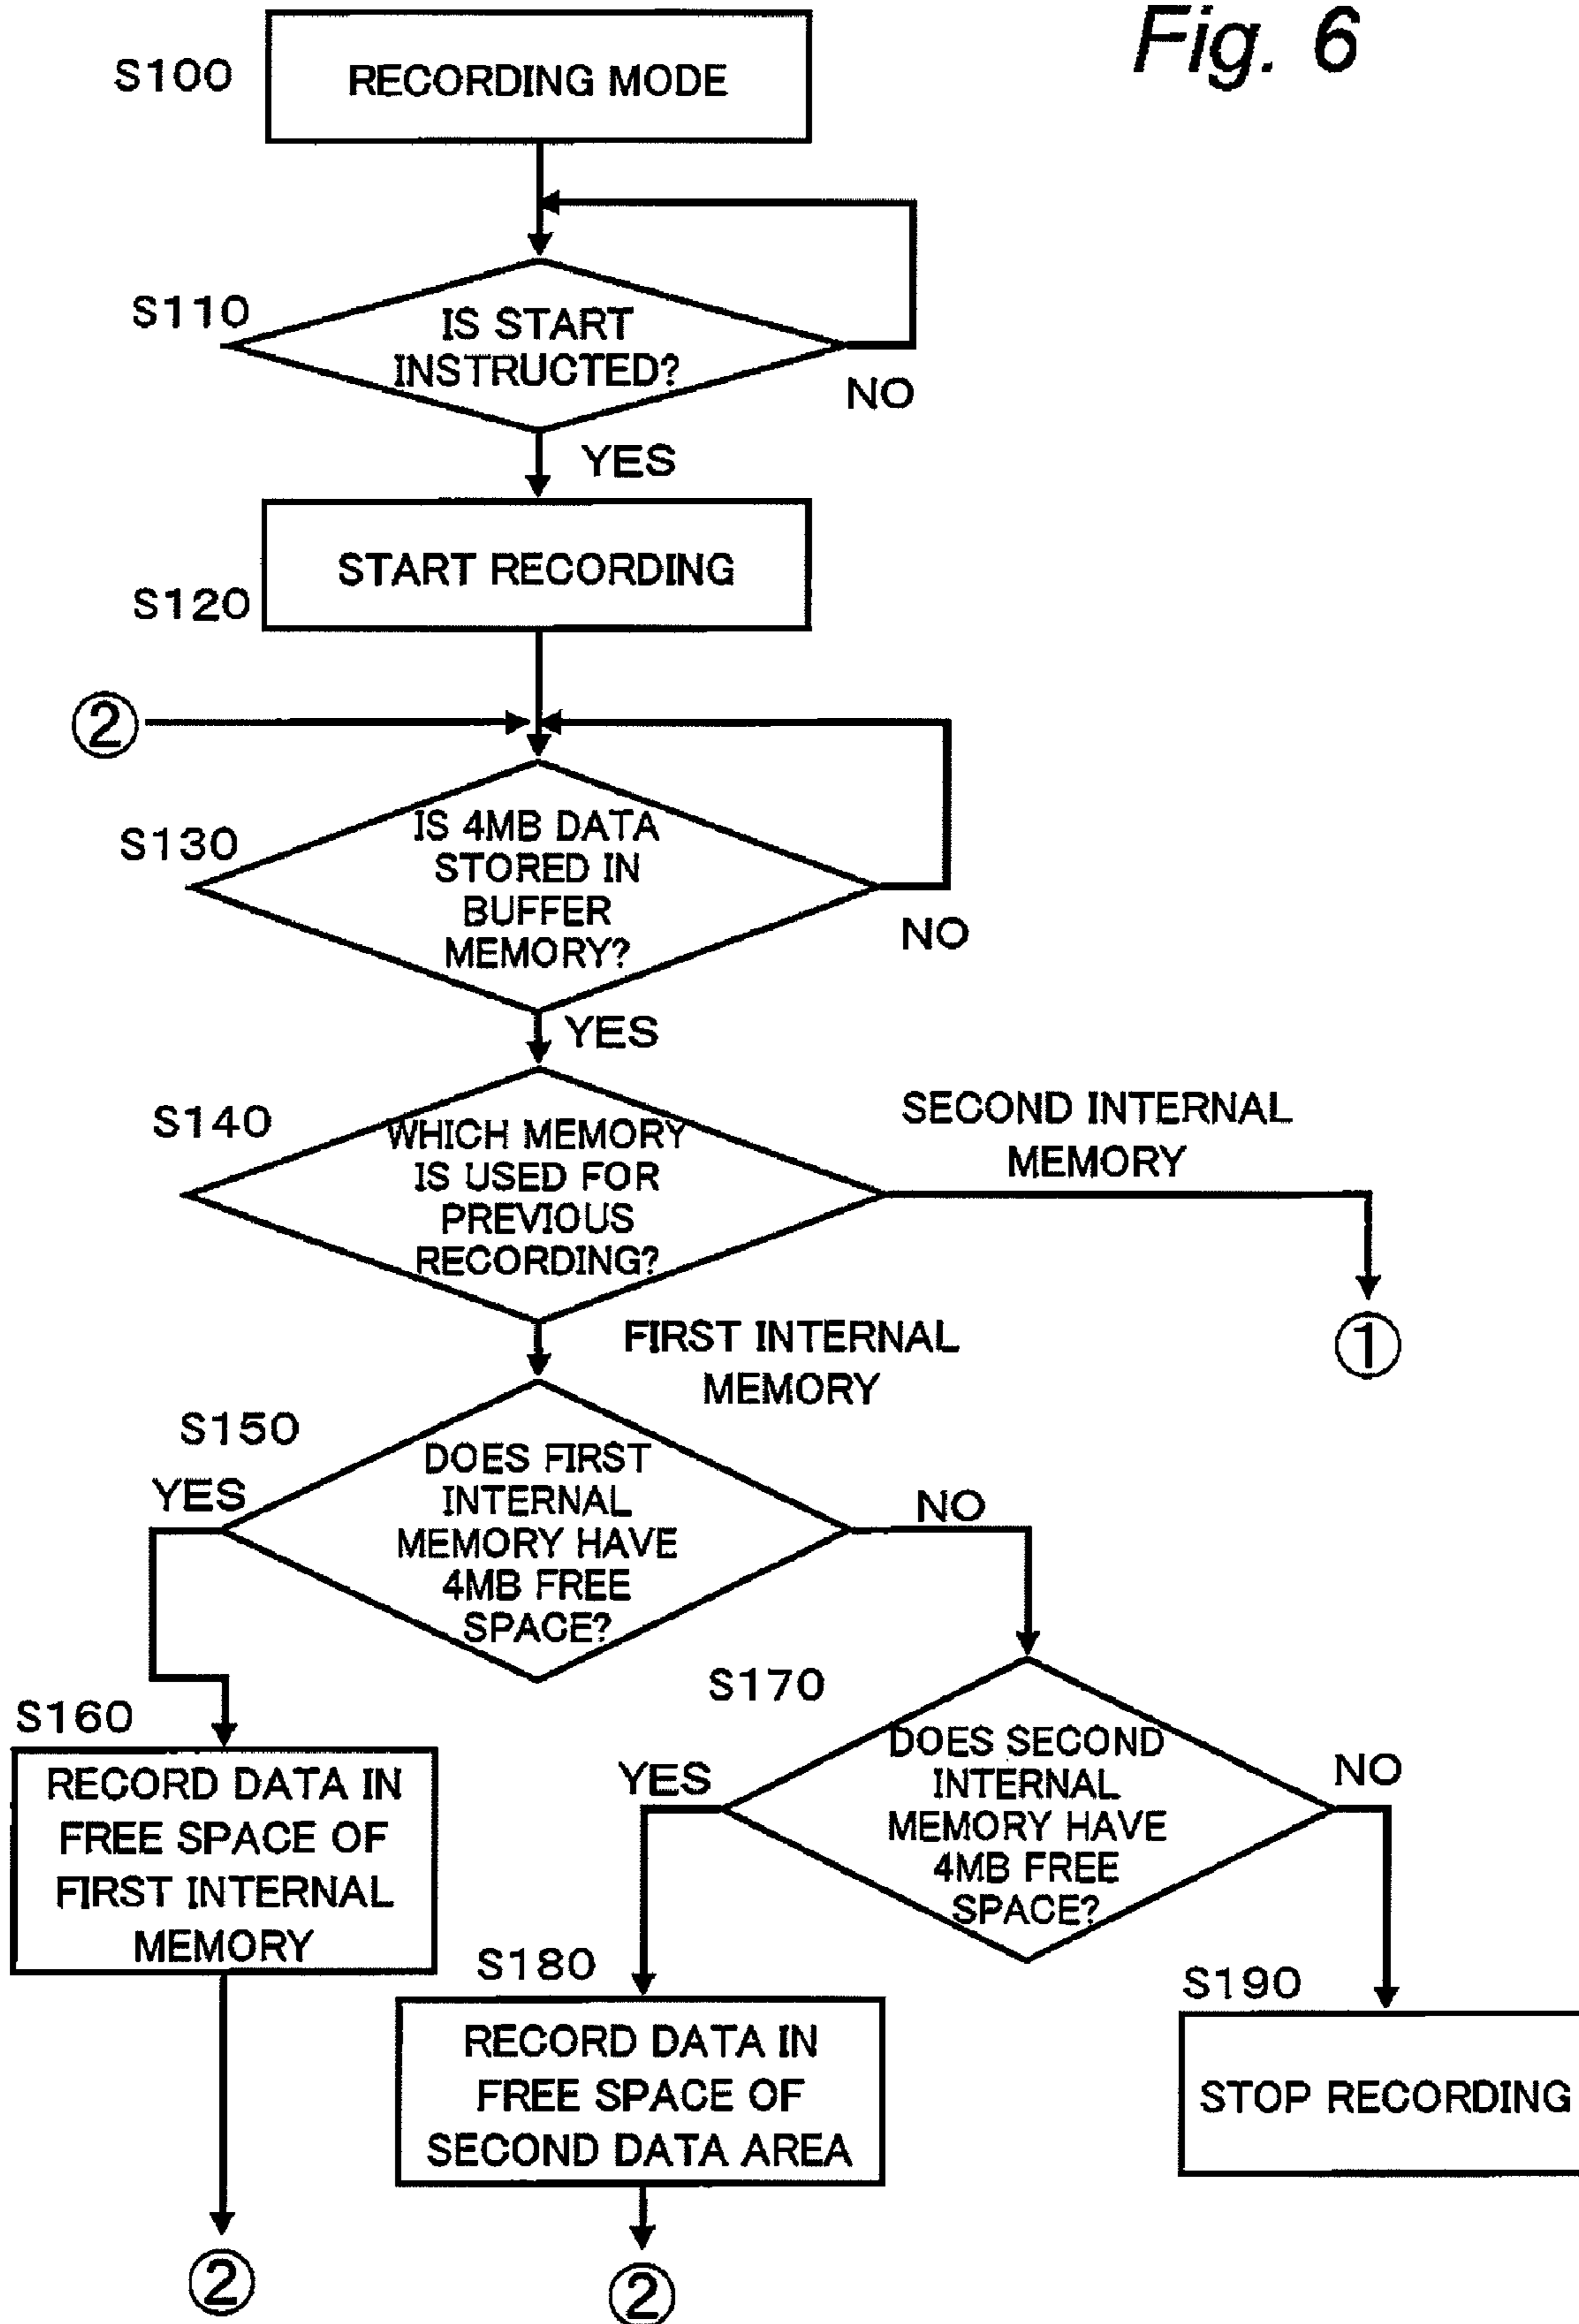 Fig. 6
S100
RECORDING MODE
S110
IS START
INSTRUCTED?
NO
YES
START RECORDING
S120
②
S130
IS 4MB DATA
STORED IN
BUFFER
MEMORY?
NO
YES
S140
WHICH MEMORY
IS USED FOR
PREVIOUS
RECORDING?
SECOND INTERNAL
MEMORY
①
FIRST INTERNAL
MEMORY
S150
DOES FIRST
INTERNAL
MEMORY HAVE
4MB FREE
SPACE?
YES
NO
S160
RECORD DATA IN
FREE SPACE OF
FIRST INTERNAL
MEMORY
②
S170
DOES SECOND
INTERNAL
MEMORY HAVE
4MB FREE
SPACE?
YES
NO
S180
RECORD DATA IN
FREE SPACE OF
SECOND DATA AREA
②
S190
STOP RECORDING